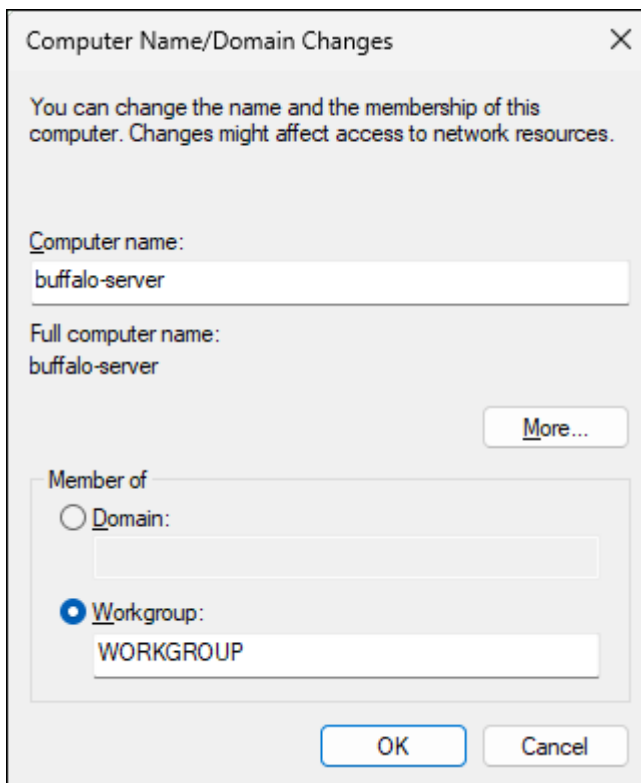 Computer Name/Domain Changes
You can change the name and the membership of this
computer. Changes might affect access to network resources.
Computer name:
buffalo-server
Full computer name:
buffalo-server
More...
Member of
Domain:
Workgroup:
WORKGROUP
OK
Cancel